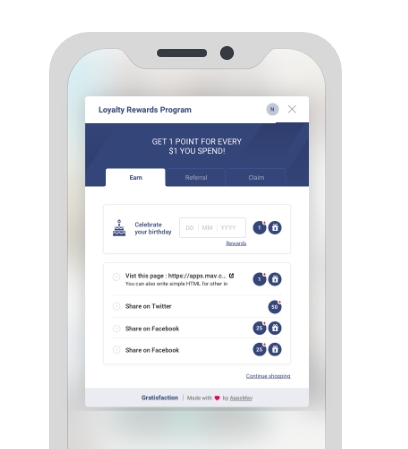 Loyalty Rewards Program
N
GET 1 POINT FOR EVERY
$1 YOU SPEND!
Earn
Referral
Claim
Celebrate
your birthday
DD | MM | YYYY
1
Rewards
Vist this page : https://apps.mav.c...
You can also write simple HTML for other in
1
Share on Twitter
50
Share on Facebook
25
Share on Facebook
25
Continue shopping
Gratisfaction | Made with by AppsMav